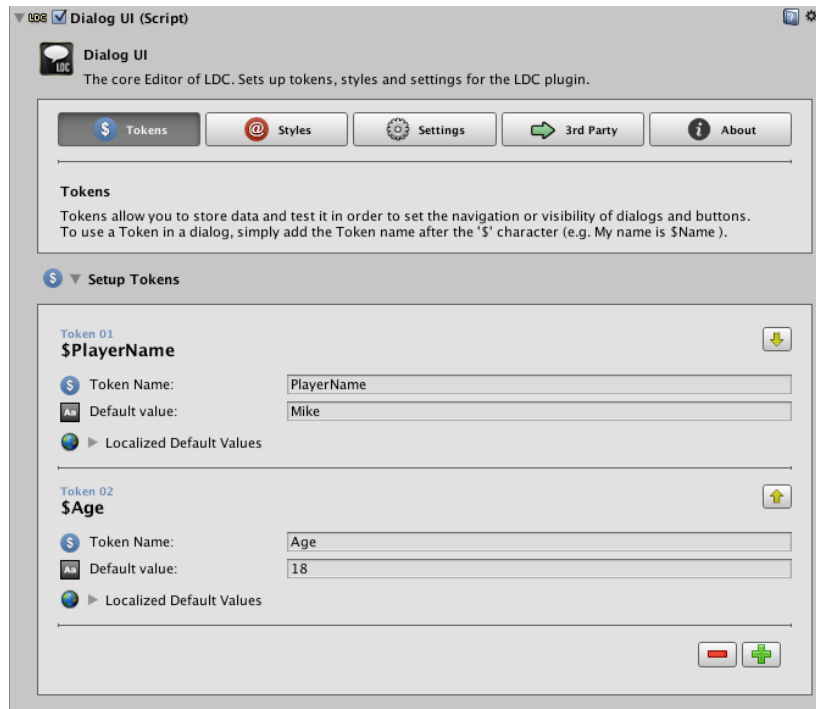 LDC Dialog UI (Script)
LDC
Dialog UI
The core Editor of LDC. Sets up tokens, styles and settings for the LDC plugin.
$ Tokens @ Styles Settings 3rd Party i About
Tokens
Tokens allow you to store data and test it in order to set the navigation or visibility of dialogs and buttons.
To use a Token in a dialog, simply add the Token name after the '$' character (e.g. My name is $Name ).
$ Setup Tokens
Token 01
$PlayerName
$ Token Name: PlayerName
Aa Default value: Mike
Localized Default Values
Token 02
$Age
$ Token Name: Age
Aa Default value: 18
Localized Default Values